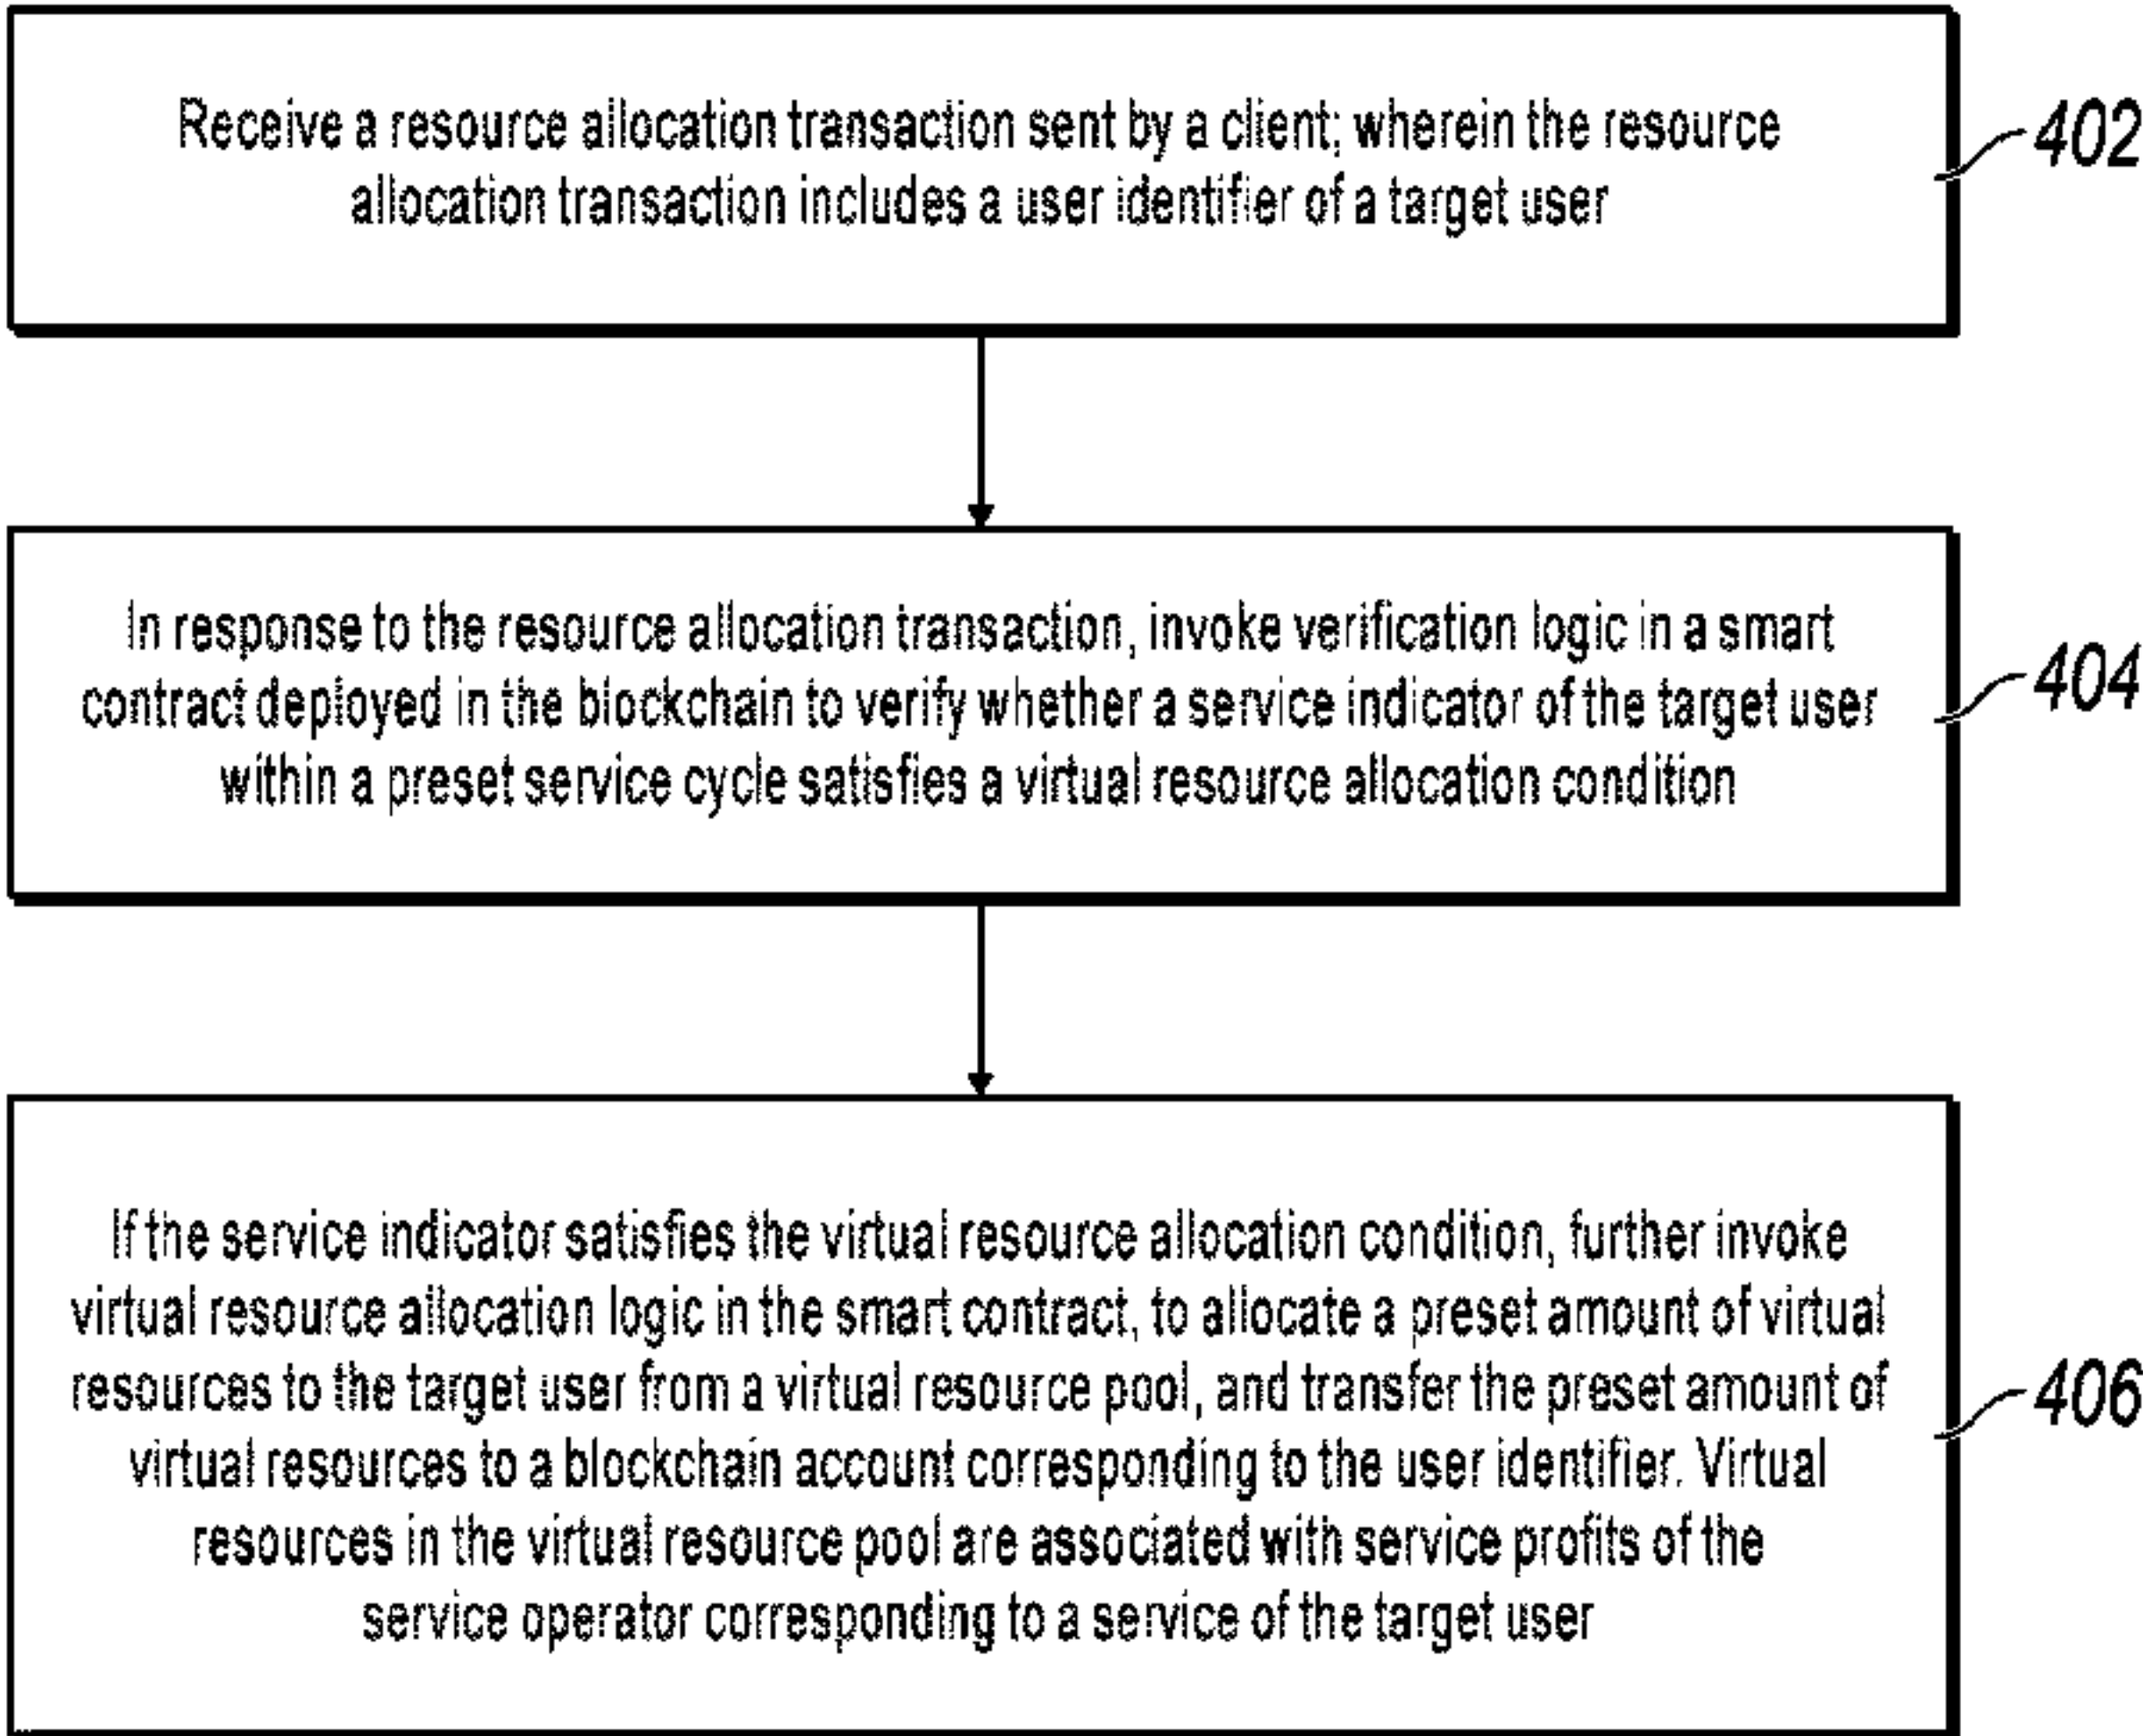 Receive a resource allocation transaction sent by a client; wherein the resource
allocation transaction includes a user identifier of a target user
402
In response to the resource allocation transaction, invoke verification logic in a smart
contract deployed in the blockchain to verify whether a service indicator of the target user
within a preset service cycle satisfies a virtual resource allocation condition
404
If the service indicator satisfies the virtual resource allocation condition, further invoke
virtual resource allocation logic in the smart contract, to allocate a preset amount of virtual
resources to the target user from a virtual resource pool, and transfer the preset amount of
virtual resources to a blockchain account corresponding to the user identifier. Virtual
resources in the virtual resource pool are associated with service profits of the
service operator corresponding to a service of the target user
406